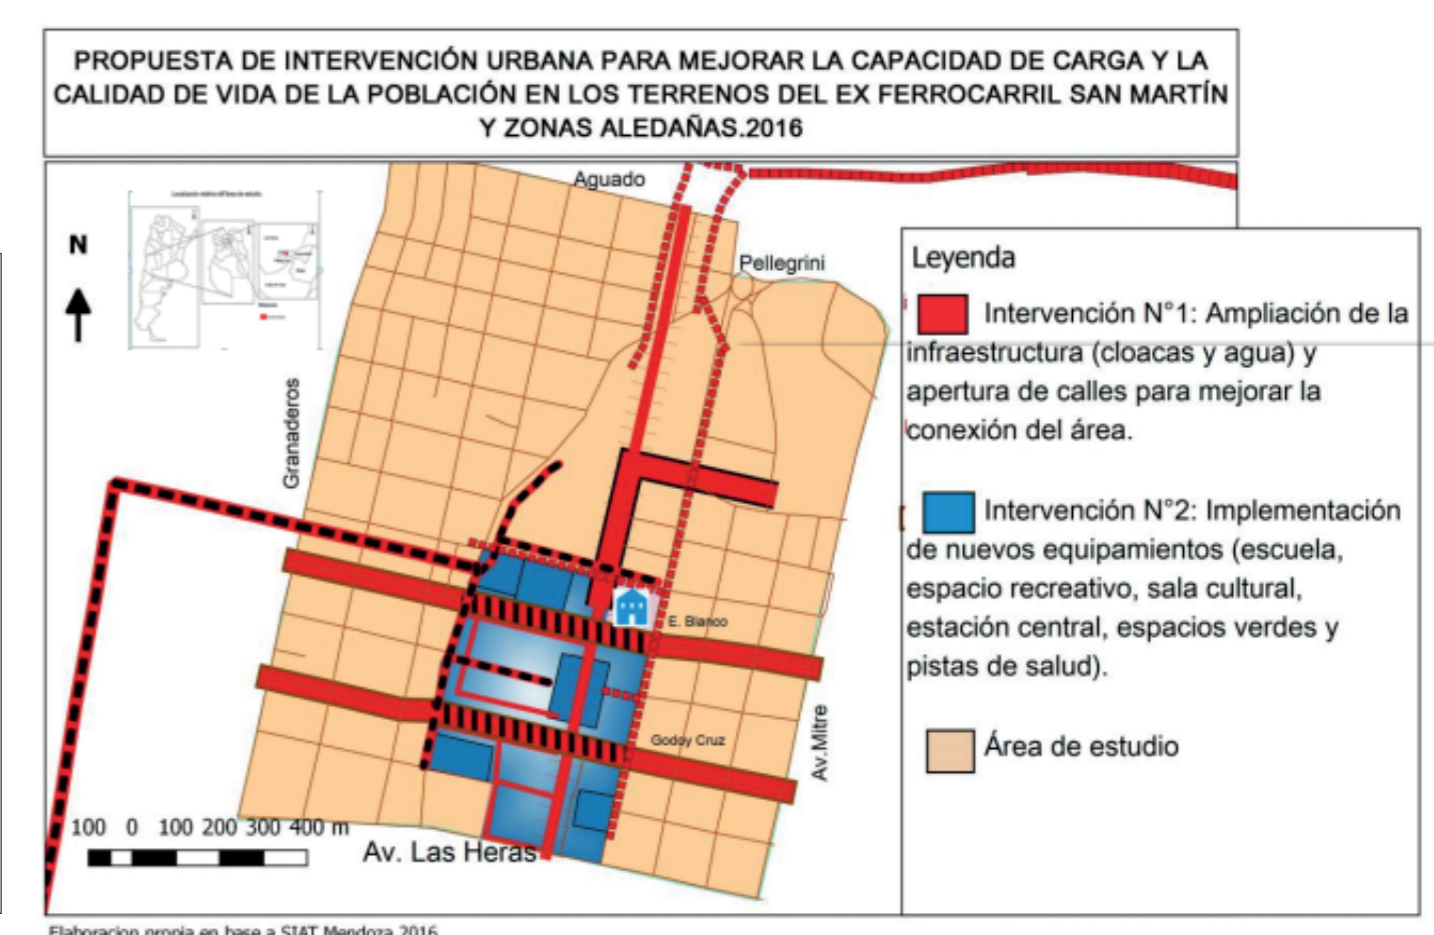 PROPUESTA DE INTERVENCIÓN URBANA PARA MEJORAR LA CAPACIDAD DE CARGA Y LA
CALIDAD DE VIDA DE LA POBLACIÓN EN LOS TERRENOS DEL EX FERROCARRIL SAN MARTÍN
Y ZONAS ALEDAÑAS.2016
Aguado
N
Pellegrini
Granaderos
E. Blanco
Godoy Cruz
Av.Mitre
100 0 100 200 300 400 m
Av. Las Heras
Leyenda
Intervención N°1: Ampliación de la
infraestructura (cloacas y agua) y
apertura de calles para mejorar la
conexión del área.
Intervención N°2: Implementación
de nuevos equipamientos (escuela,
espacio recreativo, sala cultural,
estación central, espacios verdes y
pistas de salud).
Área de estudio
Elaboracion propia en base a SIAT Mendoza 2016